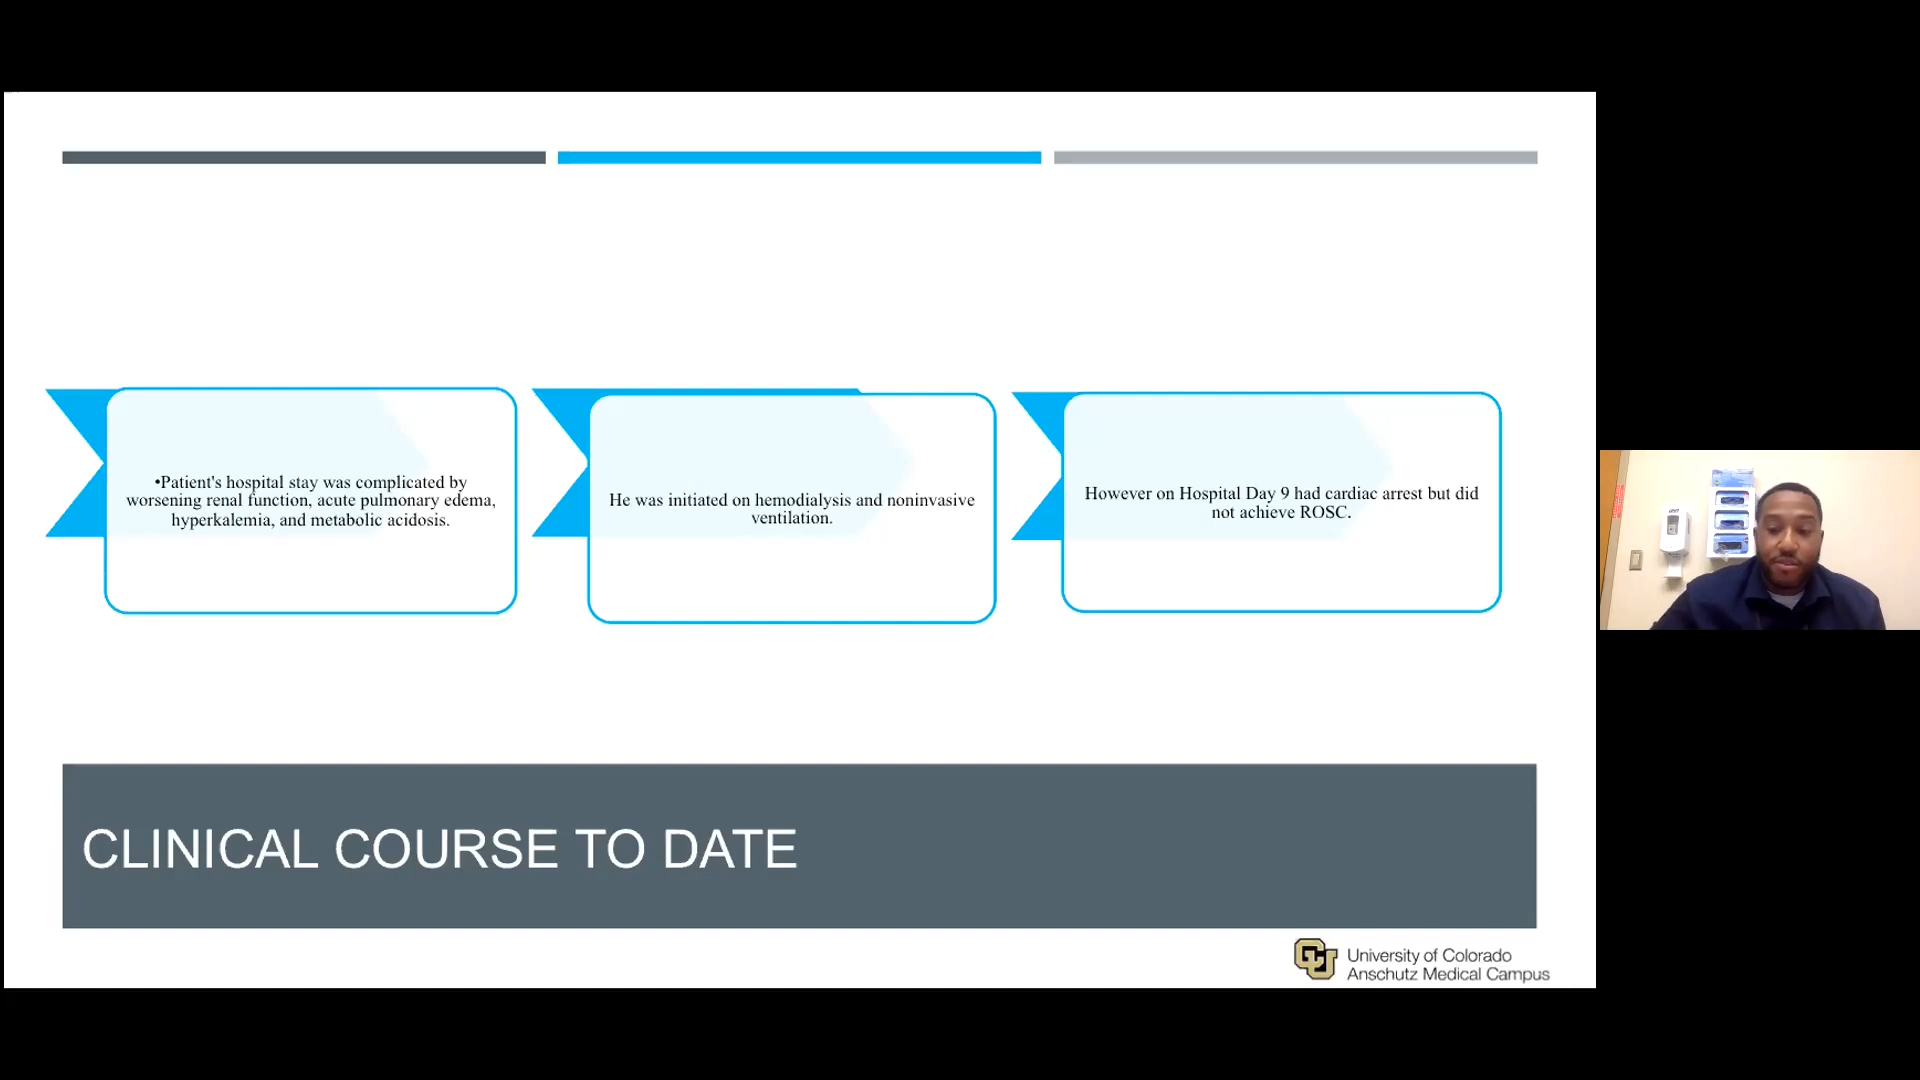 •Patient's hospital stay was complicated by
worsening renal function, acute pulmonary edema,
hyperkalemia, and metabolic acidosis.
He was initiated on hemodialysis and noninvasive
ventilation.
However on Hospital Day 9 had cardiac arrest but did
not achieve ROSC.
CLINICAL COURSE TO DATE
CU
University of Colorado
Anschutz Medical Campus